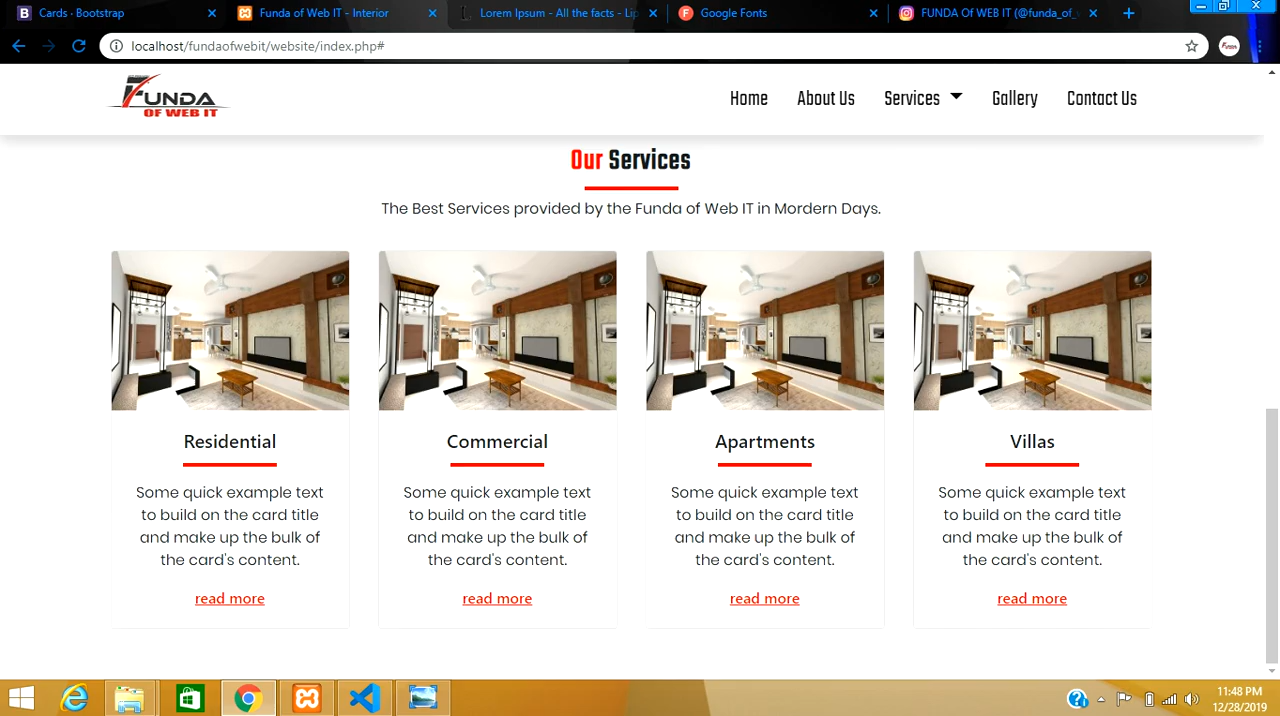 Cards · Bootstrap
Funda of Web IT - Interior
Lorem Ipsum - All the facts - Lip
Google Fonts
FUNDA Of WEB IT (@funda_of_
localhost/fundaofwebit/website/index.php#
FUNDA
OF WEB IT
Home About Us Services Gallery Contact Us
Our Services
The Best Services provided by the Funda of Web IT in Mordern Days.
Residential
Some quick example text
to build on the card title
and make up the bulk of
the card's content.
read more
Commercial
Some quick example text
to build on the card title
and make up the bulk of
the card's content.
read more
Apartments
Some quick example text
to build on the card title
and make up the bulk of
the card's content.
read more
Villas
Some quick example text
to build on the card title
and make up the bulk of
the card's content.
read more
11:48 PM
12/28/2019